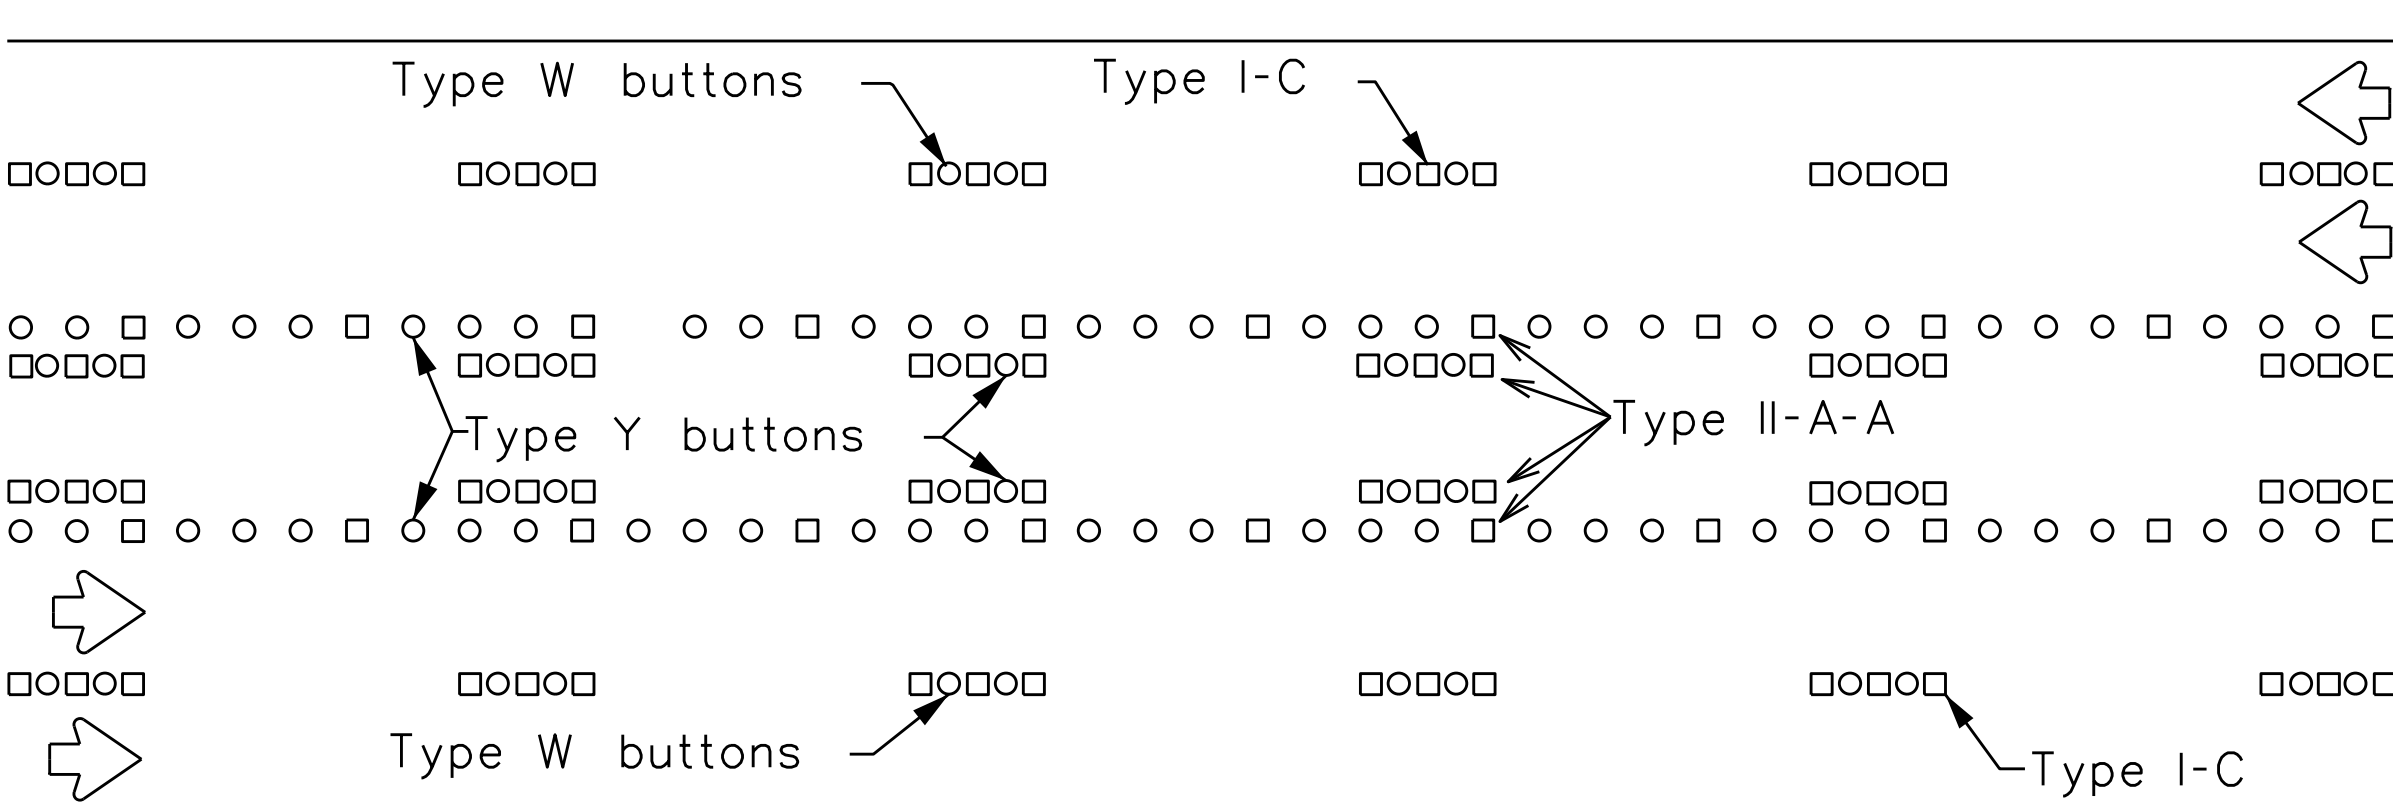 Type W buttons
Type I-C
Type Y buttons
Type II-A-A
Type W buttons
Type I-C